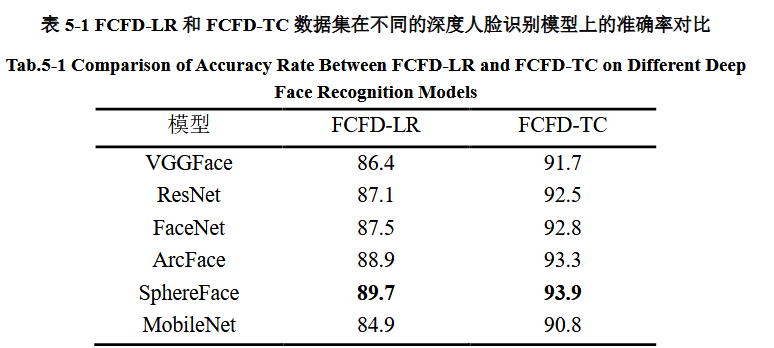 表 5-1 FCFD-LR 和 FCFD-TC 数据集在不同的深度人脸识别模型上的准确率对比
Tab.5-1 Comparison of Accuracy Rate Between FCFD-LR and FCFD-TC on Different Deep
Face Recognition Models
模型 FCFD-LR FCFD-TC
VGGFace 86.4 91.7
ResNet 87.1 92.5
FaceNet 87.5 92.8
ArcFace 88.9 93.3
SphereFace 89.7 93.9
MobileNet 84.9 90.8